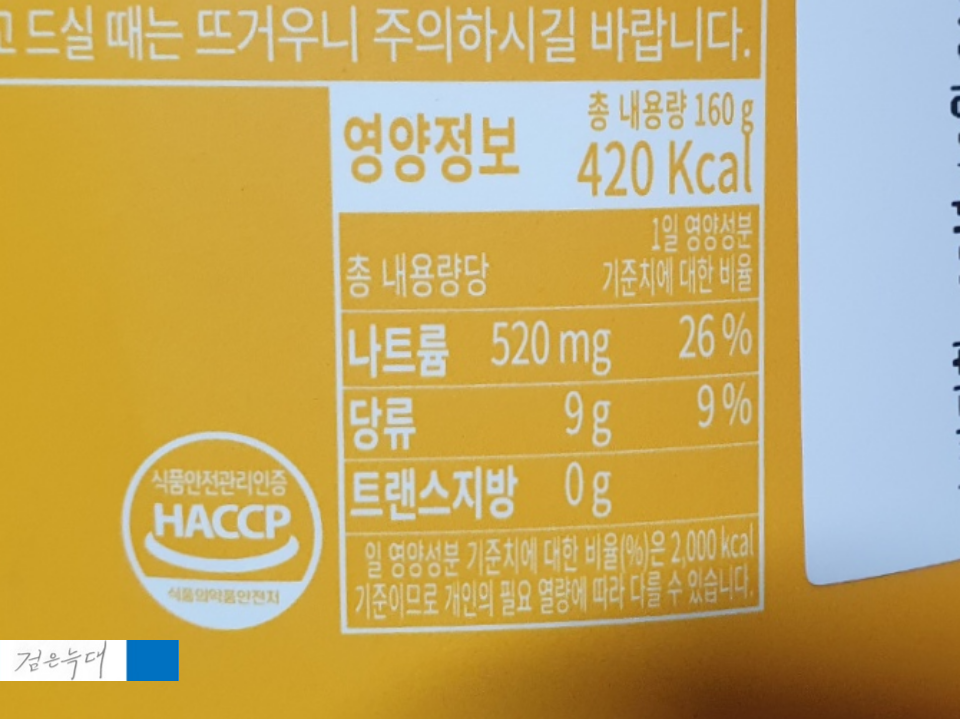 고 드실 때는 뜨거우니 주의하시길 바랍니다.
영양정보
총 내용량 160 g
420 Kcal
총 내용량당
1일 영양성분
기준치에 대한 비율
나트륨 520 mg 26 %
당류 9 g 9 %
트랜스지방 0 g
일 영양성분 기준치에 대한 비율(%)은 2,000 kcal
기준이므로 개인의 필요 열량에 따라 다를 수 있습니다.
식품안전관리인증
HACCP
식품의약품안전처
검은늑대